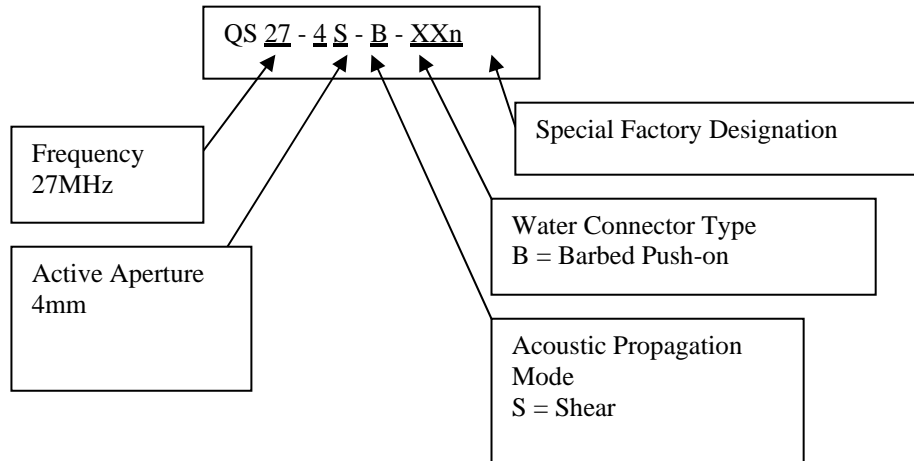 QS 27 - 4 S - B - XXn
Special Factory Designation
Frequency
27MHz
Water Connector Type
B = Barbed Push-on
Active Aperture
4mm
Acoustic Propagation
Mode
S = Shear